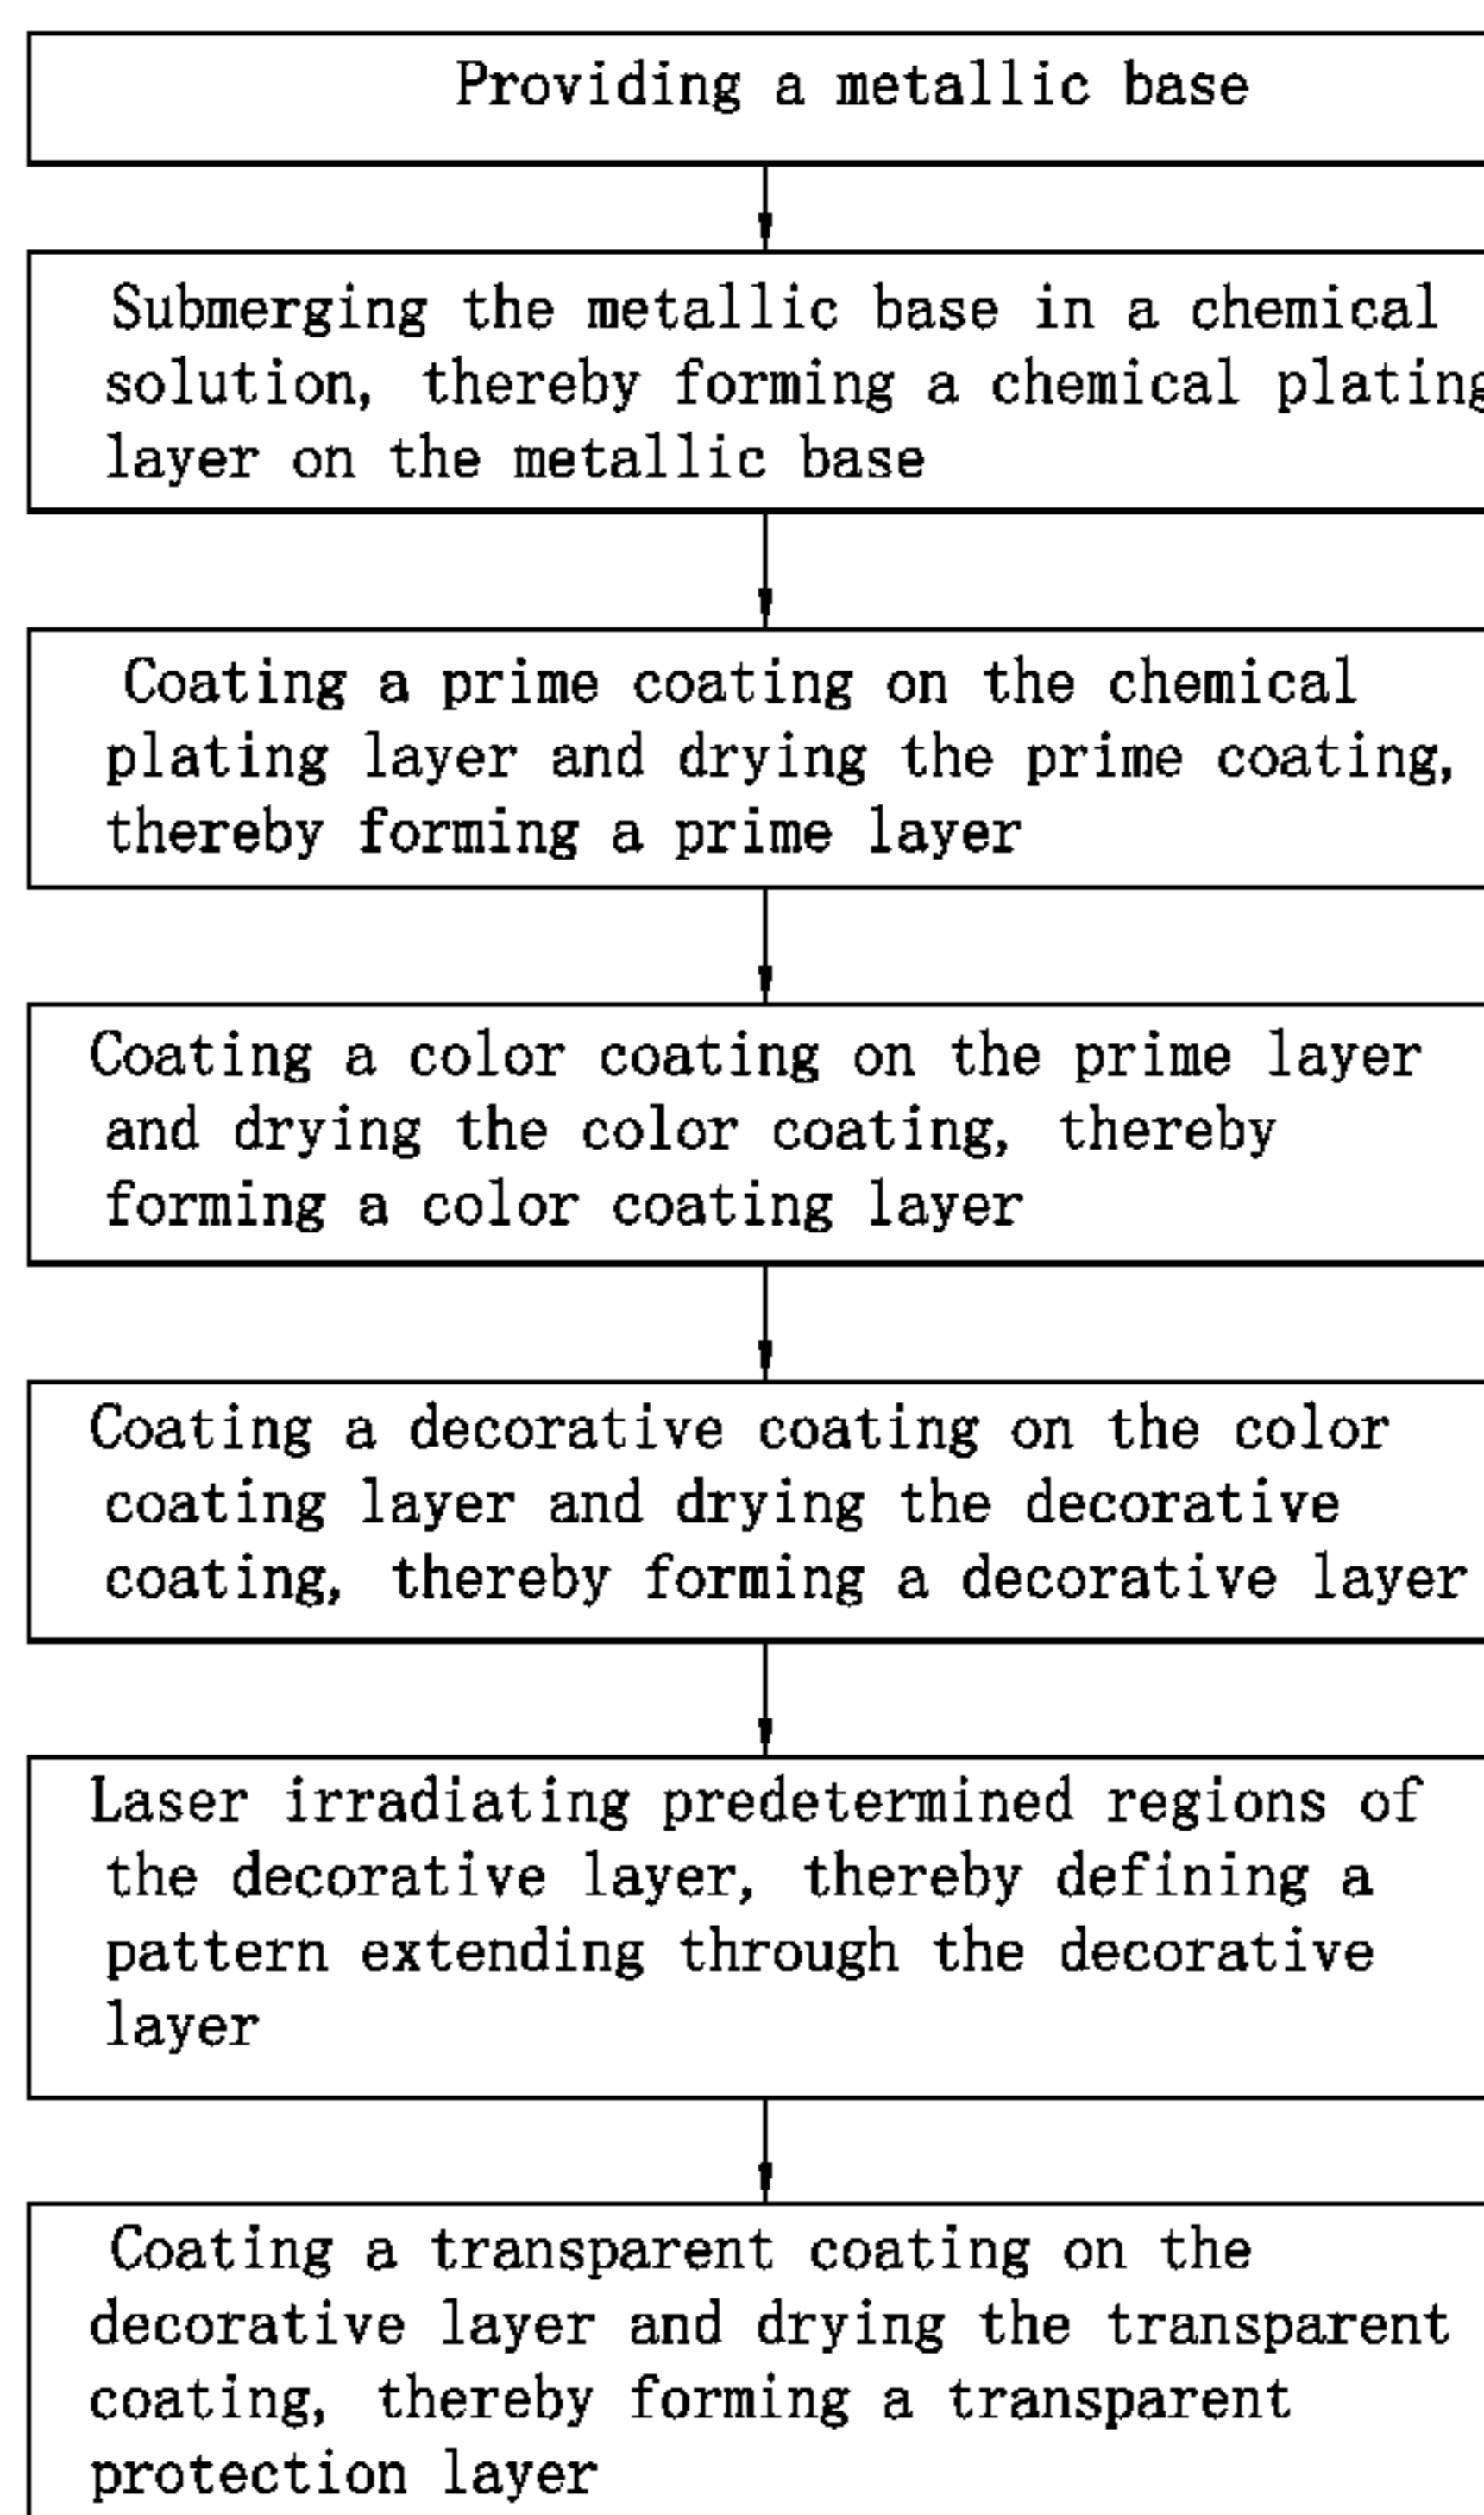 Providing a metallic base
Submerging the metallic base in a chemical
solution, thereby forming a chemical plating
layer on the metallic base
Coating a prime coating on the chemical
plating layer and drying the prime coating,
thereby forming a prime layer
Coating a color coating on the prime layer
and drying the color coating, thereby
forming a color coating layer
Coating a decorative coating on the color
coating layer and drying the decorative
coating, thereby forming a decorative layer
Laser irradiating predetermined regions of
the decorative layer, thereby defining a
pattern extending through the decorative
layer
Coating a transparent coating on the
decorative layer and drying the transparent
coating, thereby forming a transparent
protection layer